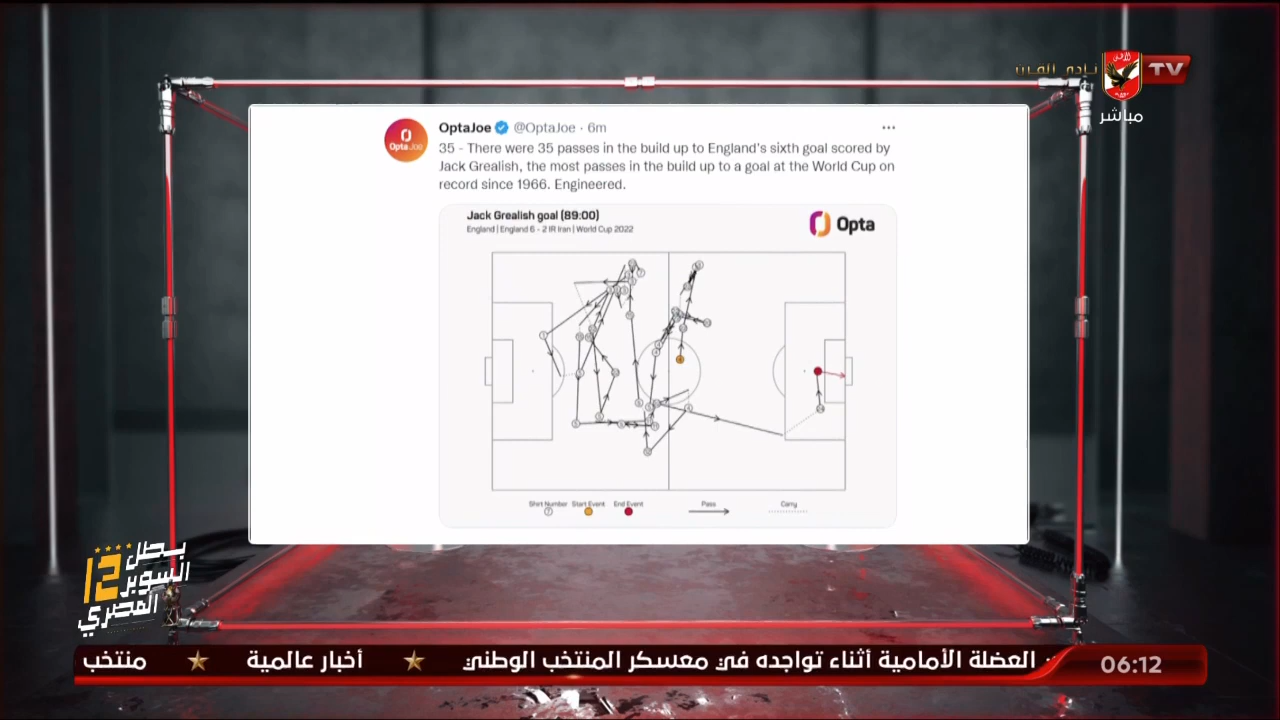 نادي القرن
TV
مباشر
OptaJoe @OptaJoe · 6m
35 - There were 35 passes in the build up to England's sixth goal scored by
Jack Grealish, the most passes in the build up to a goal at the World Cup on
record since 1966. Engineered.
Opta Joe
Jack Grealish goal (89:00)
England | England 6 - 2 IR Iran | World Cup 2022
Opta
Shirt Number Start Event End Event Pass Carry
بطل
السوبر 12
المصري
العضلة الأمامية أثناء تواجده في معسكر المنتخب الوطني ★ أخبار عالمية ★ منتخب
06:12